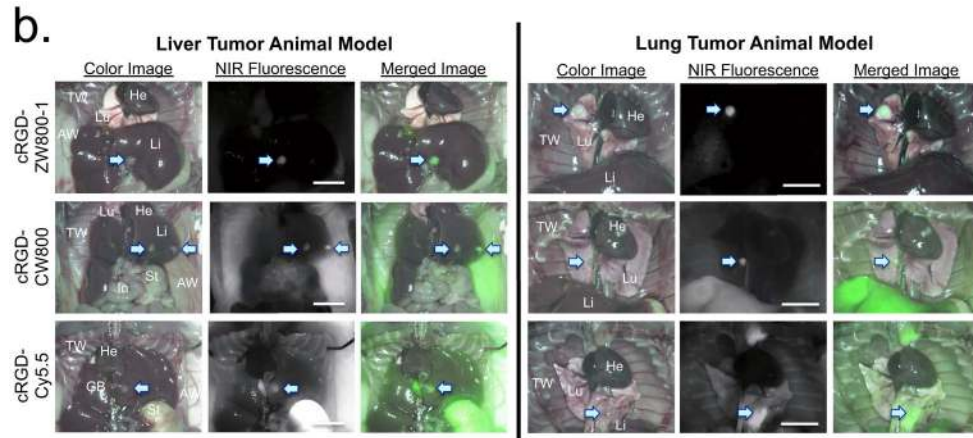 b.
Liver Tumor Animal Model
Lung Tumor Animal Model
Color Image NIR Fluorescence Merged Image
Color Image NIR Fluorescence Merged Image
cRGD-
ZW800-1
TW He
Lu
AW
Li
He
TW Lu
Li
cRGD-
CW800
Lu He
TW Li
St
In AW
He
TW
Lu
Li
cRGD-
Cy5.5
TW
He
GB AW
St
He
TW Lu
Li